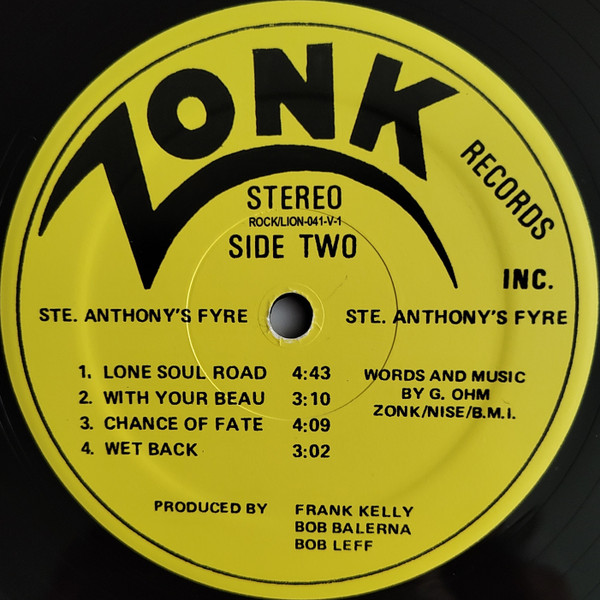 ZONK
RECORDS
INC.
STEREO
ROCK/LION-041-V-1
SIDE TWO
STE. ANTHONY'S FYRE
STE. ANTHONY'S FYRE
1. LONE SOUL ROAD 4:43
2. WITH YOUR BEAU 3:10
3. CHANCE OF FATE 4:09
4. WET BACK 3:02
WORDS AND MUSIC
BY G. OHM
ZONK/NISE/B.M.I.
PRODUCED BY FRANK KELLY
BOB BALERNA
BOB LEFF